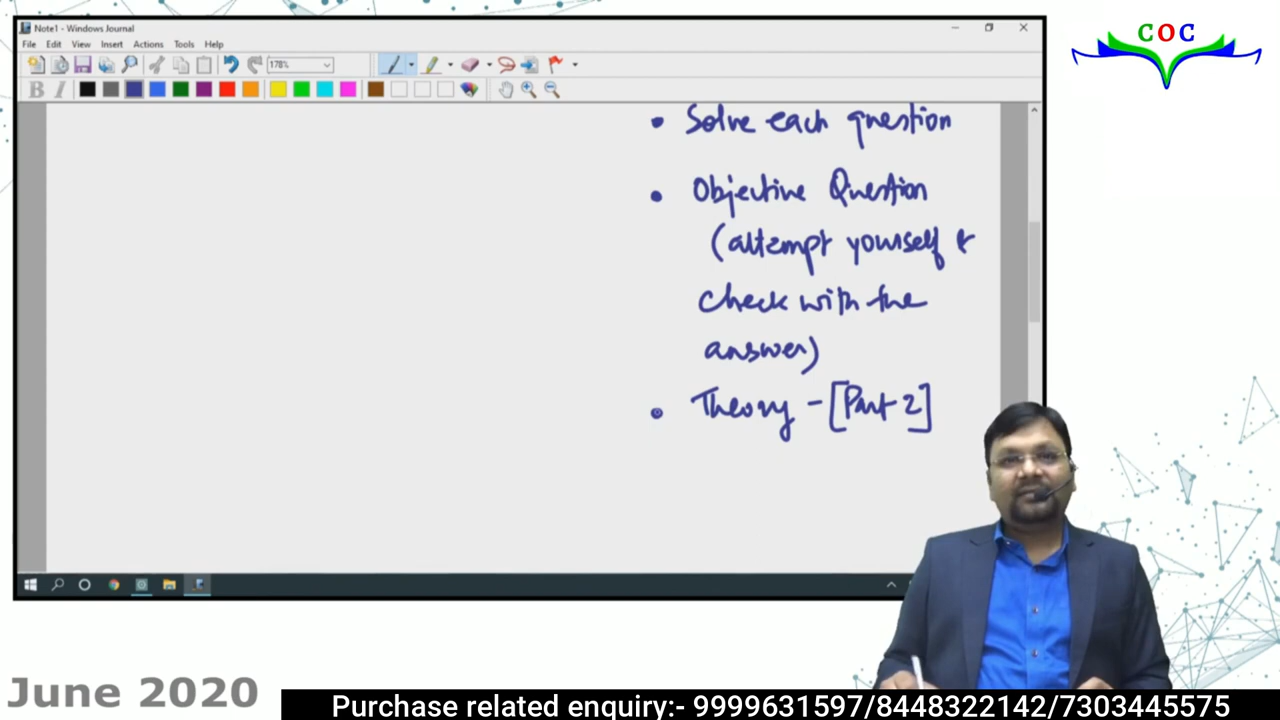 Note1 - Windows Journal
File Edit View Insert Actions Tools Help
178%
B I
COC
• Solve each question
• Objective Question
(attempt yourself &
check with the
answer)
• Theory - [Part 2]
June 2020
Purchase related enquiry:- 9999631597/8448322142/7303445575